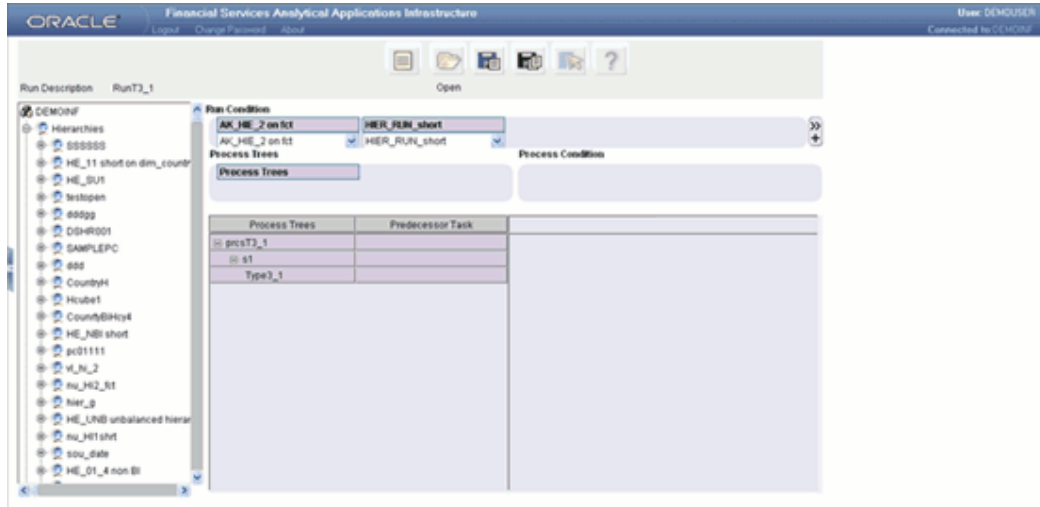 ORACLE
Financial Services Analytical Applications Infrastructure
User: DEMOUSER
Logout Change Password About
Connected to:DEMOINF
Run Description RunT3_1
Open
DEMOINF
Hierarchies
SSSSSS
HE_11 short on dim_countr
HE_SU1
testopen
dddgg
DSHR001
SAMPLEPC
ddd
CountryH
Hcube1
CounrtyBiHcy4
HE_NBI short
pc01111
vl_hi_2
nu_Hi2_fct
hier_g
HE_UNB unbalanced hierar
nu_HI1shrt
sou_date
HE_01_4 non BI
Run Condition
AK_HIE_2 on fct HIER_RUN_short
AK_HIE_2 on fct HIER_RUN_short
Process Trees Process Condition
Process Trees
Process Trees Predecessor Task
prcsT3_1
s1
Type3_1